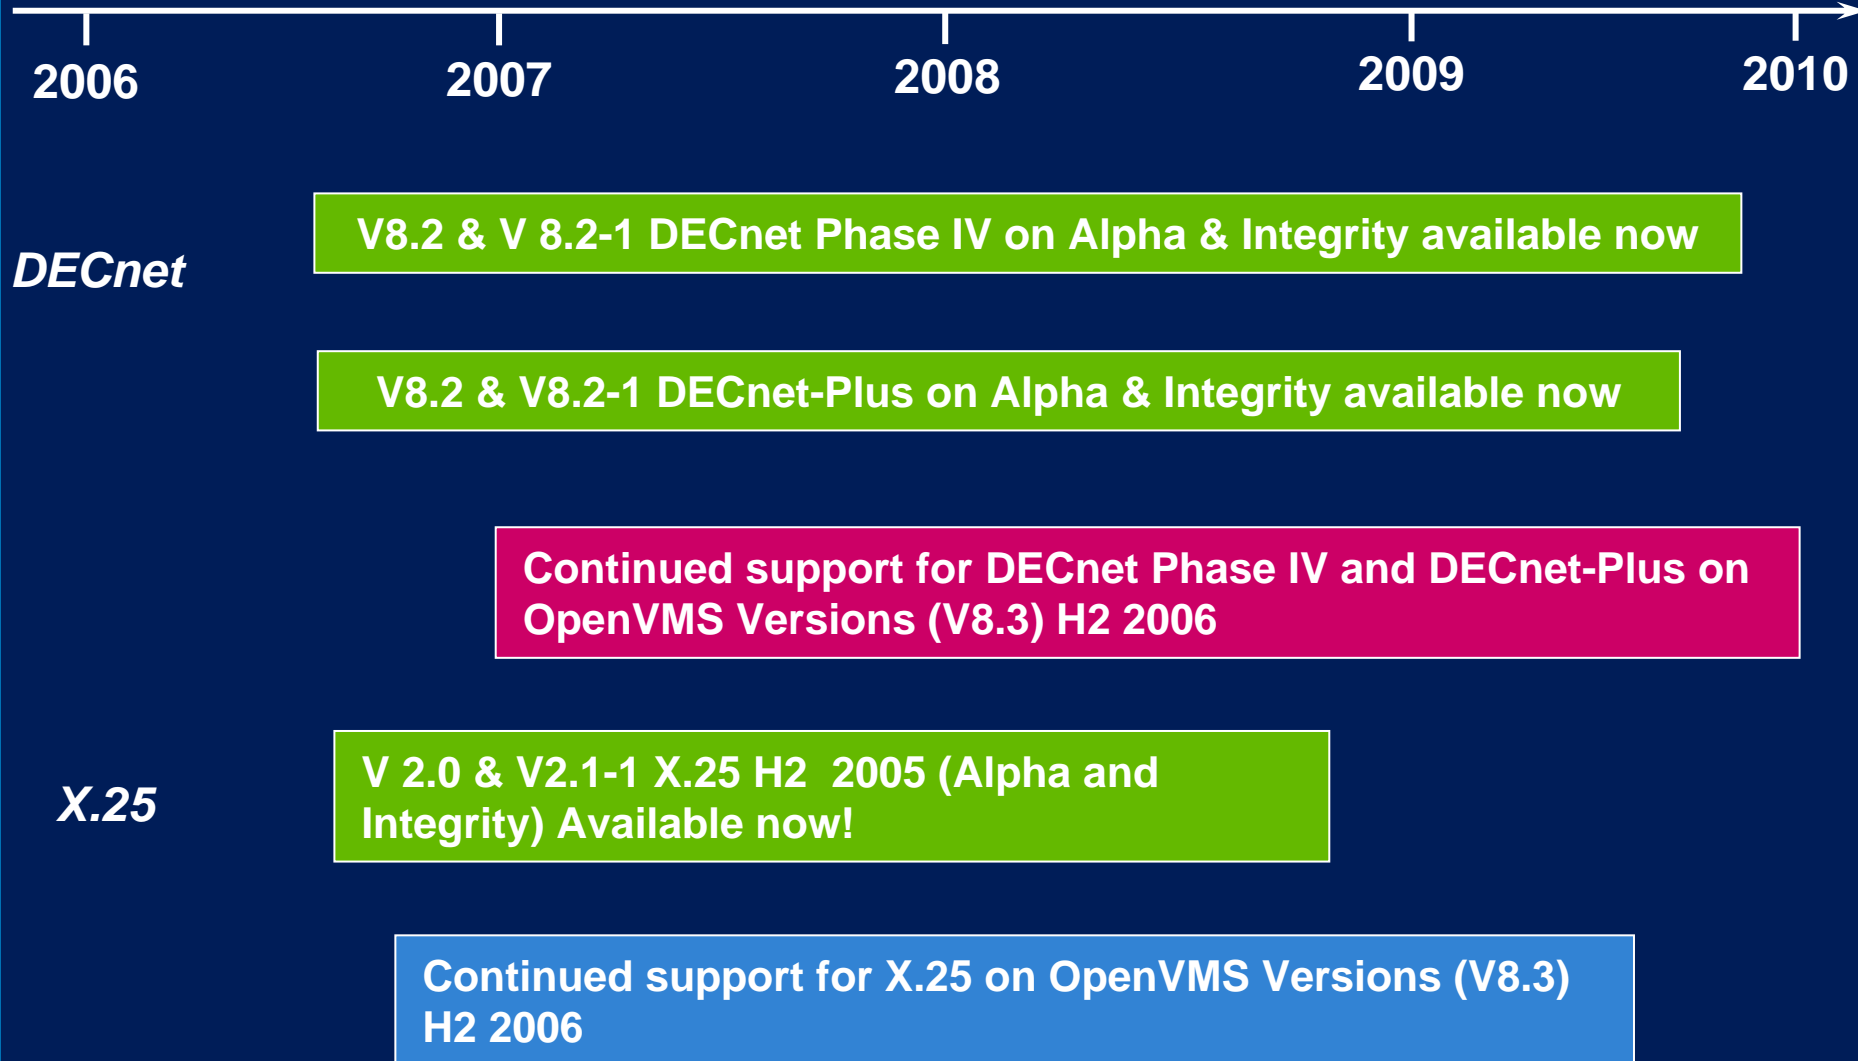 2006 2007 2008 2009 2010
V8.2 & V 8.2-1 DECnet Phase IV on Alpha & Integrity available now
DECnet
V8.2 & V8.2-1 DECnet-Plus on Alpha & Integrity available now
Continued support for DECnet Phase IV and DECnet-Plus on
OpenVMS Versions (V8.3) H2 2006
X.25
V 2.0 & V2.1-1 X.25 H2  2005 (Alpha and
Integrity) Available now!
Continued support for X.25 on OpenVMS Versions (V8.3)
H2 2006